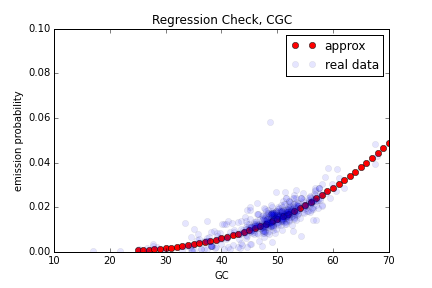 Regression Check, CGC
0.10
0.08
0.06
0.04
0.02
0.00
emission probability
approx
real data
10 20 30 40 50 60 70
GC